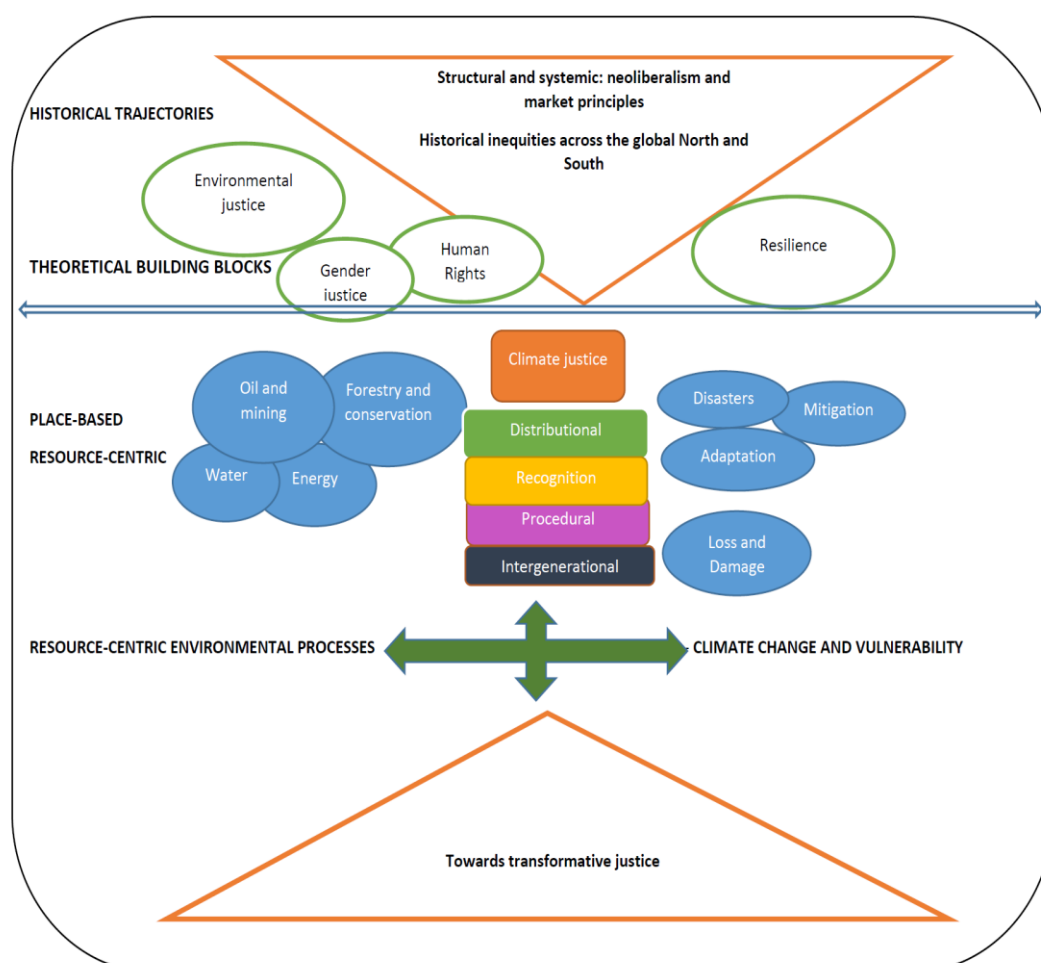 Structural and systemic: neoliberalism and
market principles
HISTORICAL TRAJECTORIES
Historical inequities across the global North and
South
Environmental
justice
Human
Rights
Resilience
THEORETICAL BUILDING BLOCKS
Gender
iustice
Climate justice
Oil and
mining
Forestry and
conservation
Disasters
Mitigation
PLACE-BASED
Distributional
RESOURCE-CENTRIC
Adaptation
Water
Energy
Recognition
Procedural
Loss and
Damage
Intergenerational
RESOURCE-CENTRIC ENVIRONMENTAL PROCESSES
CLIMATE CHANGE AND VULNERABILITY
Towards transformative justice